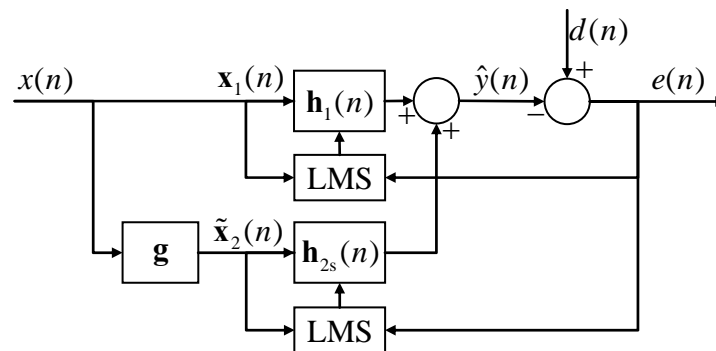 d(n)
x(n) x₁(n) h₁(n) + + ŷ(n) + − e(n)
LMS
g x̃₂(n) h₂ₛ(n)
LMS